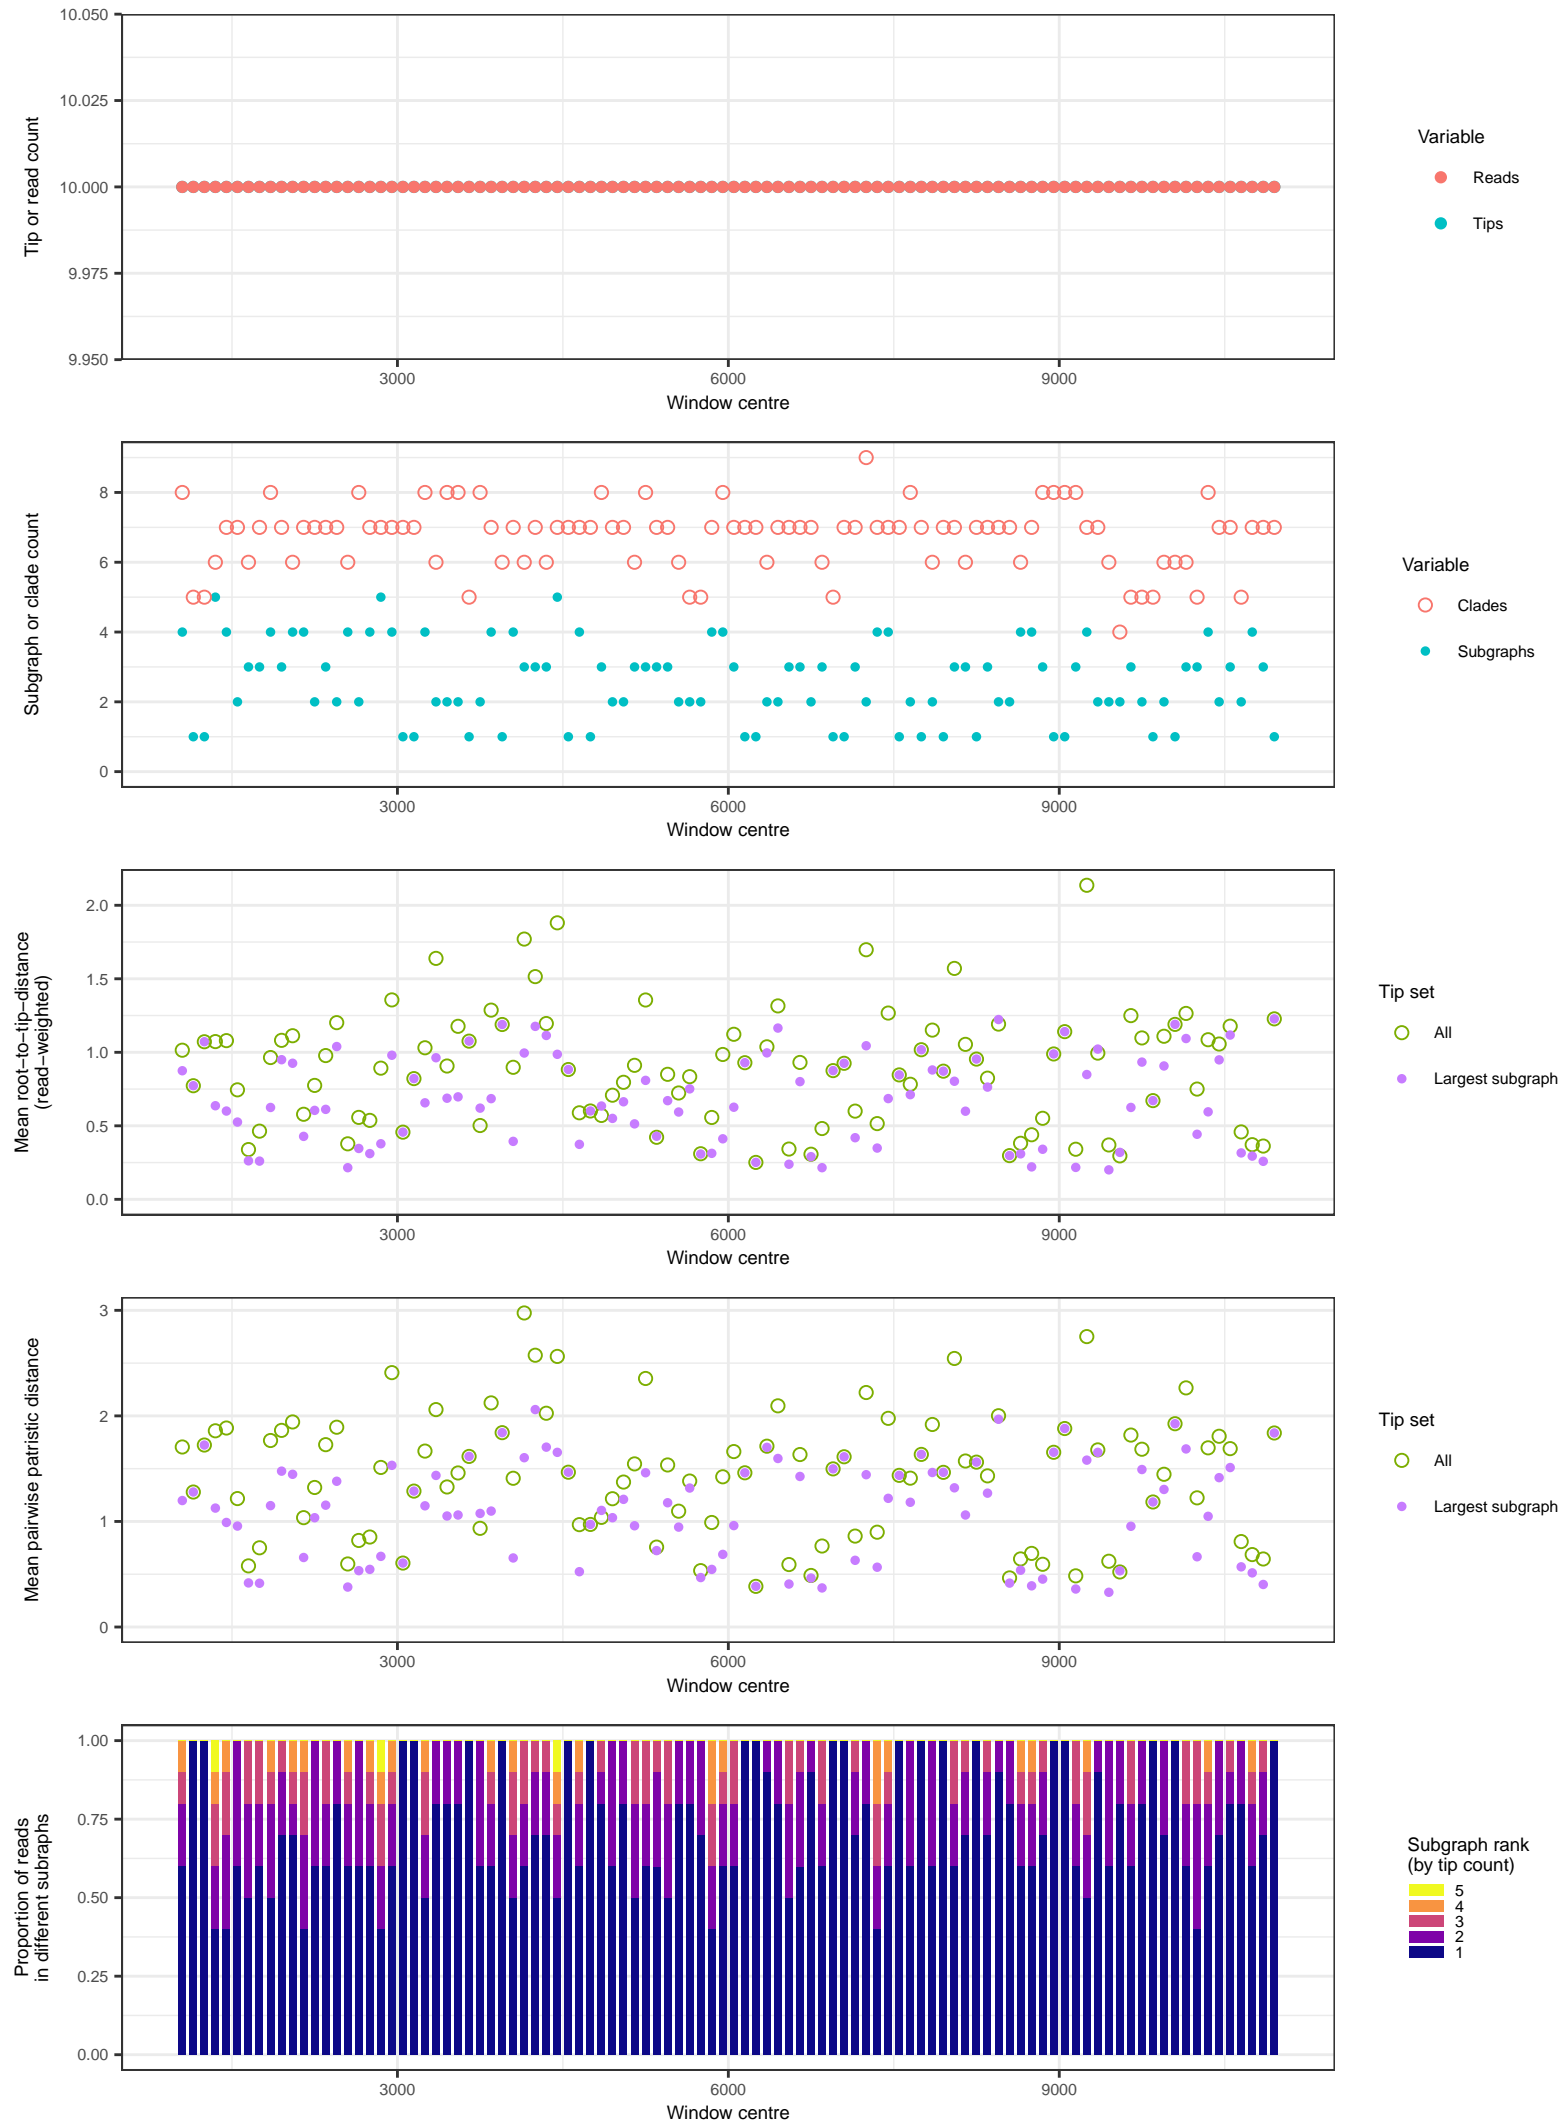 10.050
10.025
10.000
9.975
9.950
Tip or read count
3000
6000
9000
Window centre
Variable
Reads
Tips
8
6
4
2
0
Subgraph or clade count
3000
6000
9000
Window centre
Variable
Clades
Subgraphs
2.0
1.5
1.0
0.5
0.0
Mean root−to−tip−distance
(read−weighted)
3000
6000
9000
Window centre
Tip set
All
Largest subgraph
3
2
1
0
Mean pairwise patristic distance
3000
6000
9000
Window centre
Tip set
All
Largest subgraph
1.00
0.75
0.50
0.25
0.00
Proportion of reads
in different subraphs
3000
6000
9000
Window centre
Subgraph rank
(by tip count)
5
4
3
2
1